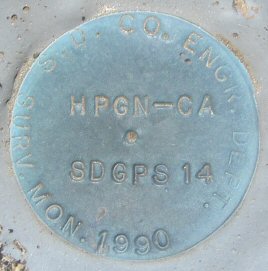 S.D. CO. ENGR. DEPT.
HPGN-CA
SDGPS 14
SURV. MON. 1990